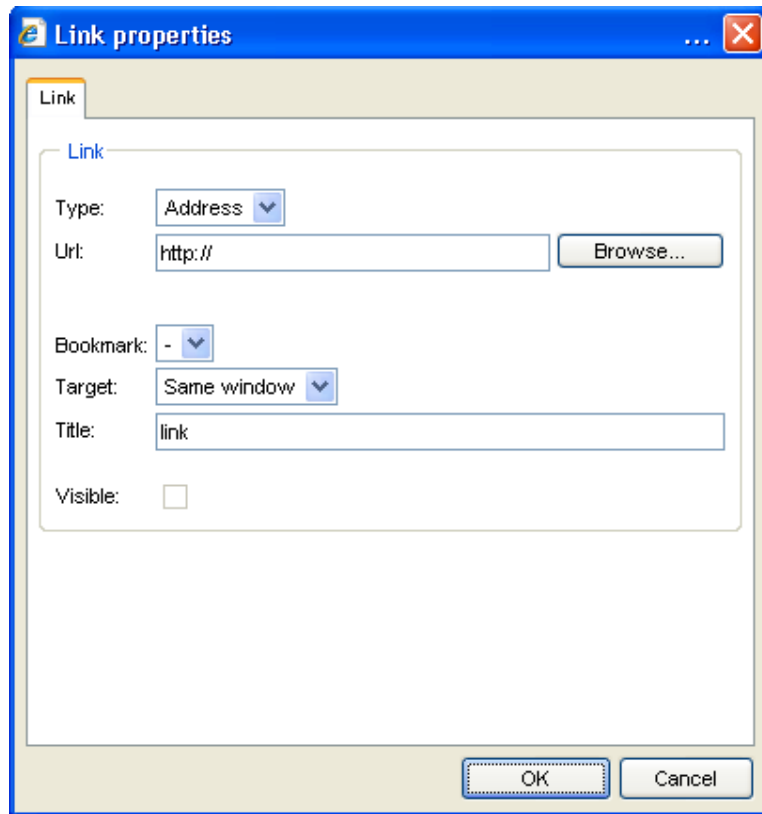 Link properties ...
Link
Link
Type: Address
Url: http:// Browse...
Bookmark: -
Target: Same window
Title: link
Visible:
OK Cancel